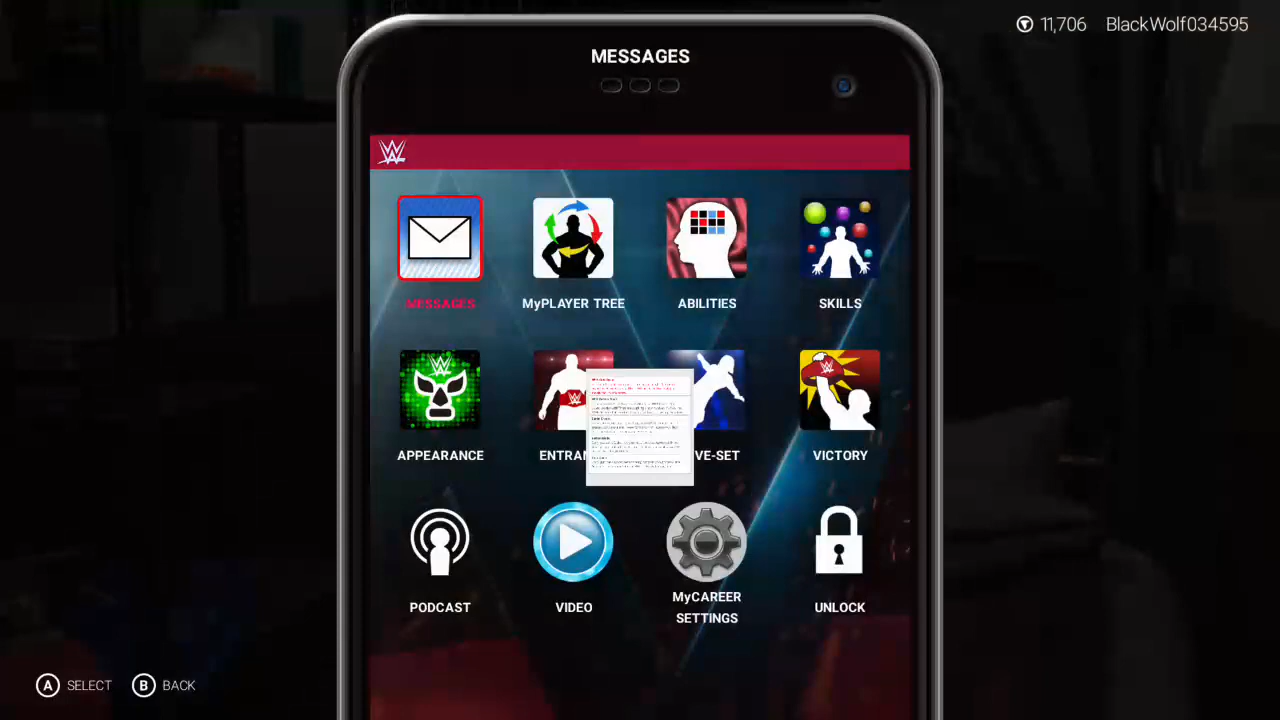 11,706 BlackWolf034595
MESSAGES
MESSAGES MyPLAYER TREE ABILITIES SKILLS
APPEARANCE VE-SET VICTORY
PODCAST VIDEO MyCAREER SETTINGS UNLOCK
A SELECT B BACK